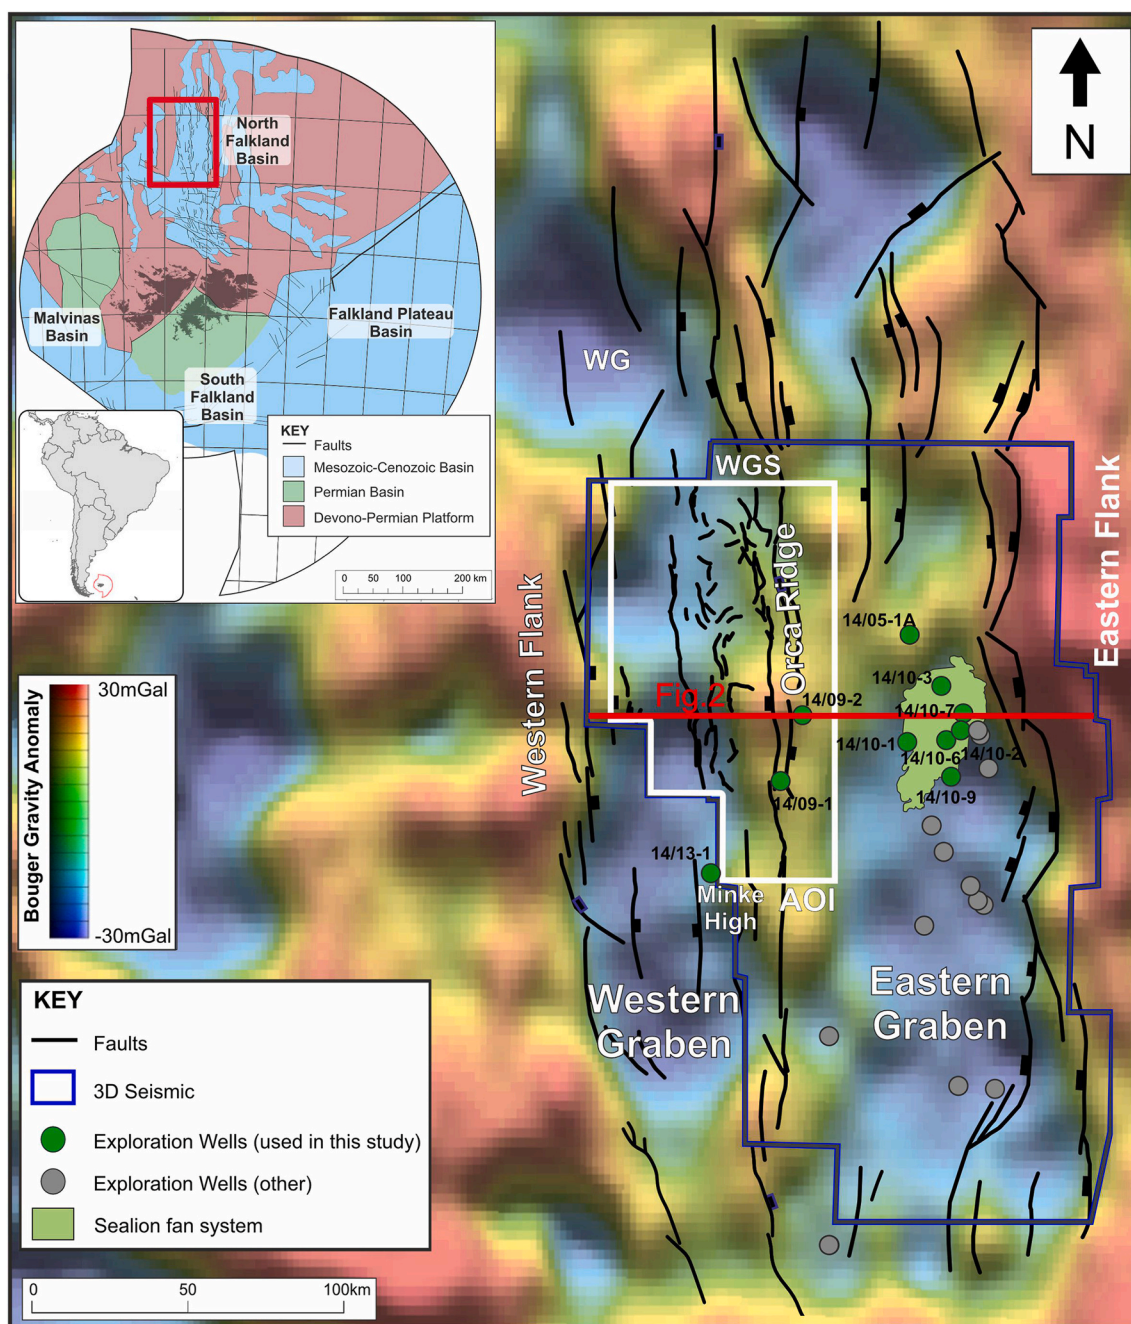 North
Falkland
Basin
Malvinas
Basin
Falkland Plateau
Basin
South
Falkland
Basin
KEY
Faults
Mesozoic-Cenozoic Basin
Permian Basin
Devono-Permian Platform
0 50 100 200 km
N
WG
WGS
Orca Ridge
Western Flank
Eastern Flank
14/05-1A
14/10-3
Fig.2
14/09-2
14/10-7
14/10-1
14/10-6
14/10-2
14/09-1
14/10-9
14/13-1
Minke
High
AOI
Western
Graben
Eastern
Graben
Bouger Gravity Anomaly
30mGal
-30mGal
KEY
Faults
3D Seismic
Exploration Wells (used in this study)
Exploration Wells (other)
Sealion fan system
0 50 100km